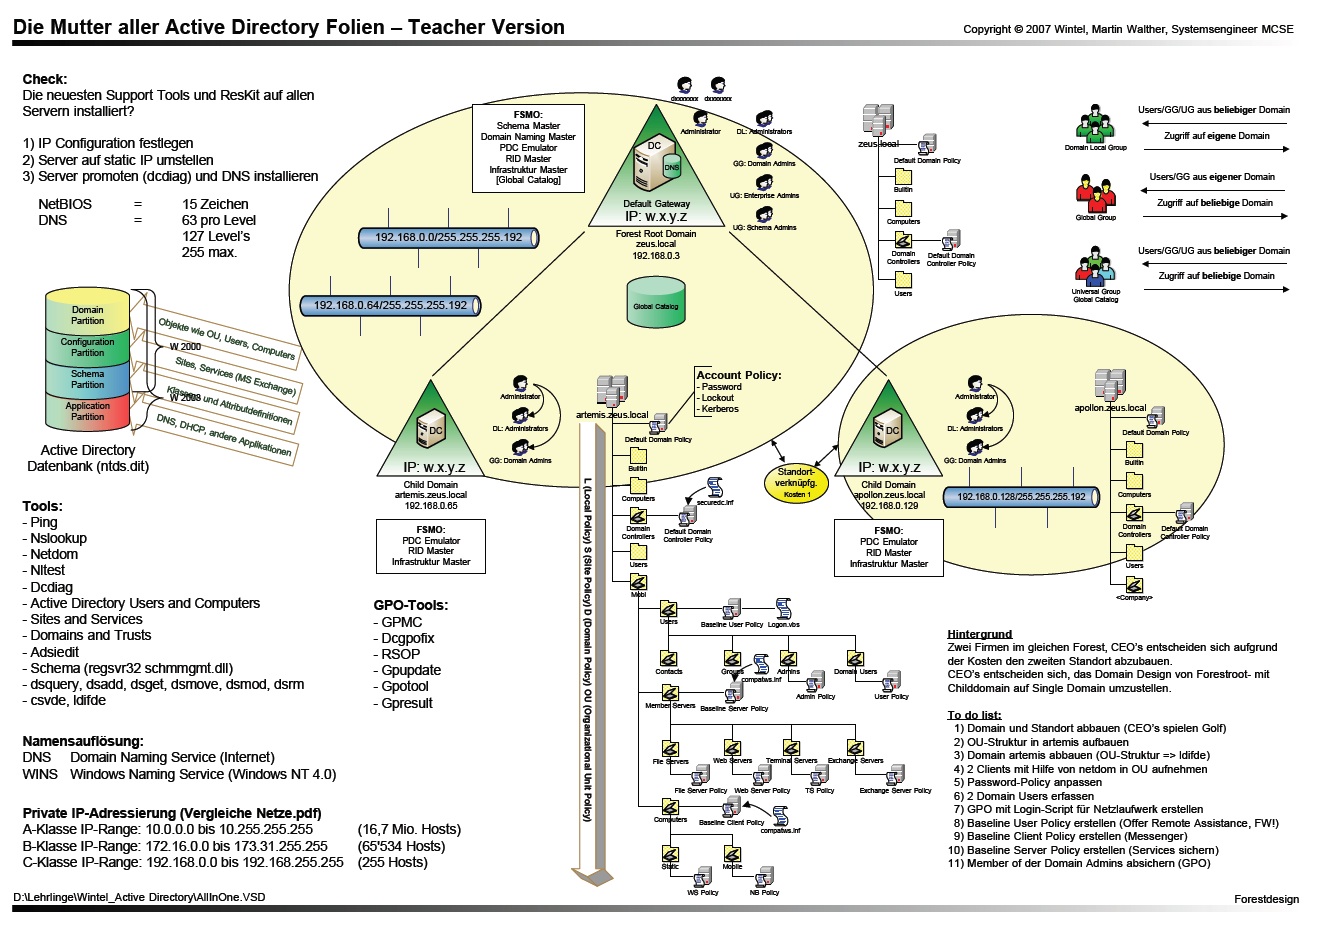 Die Mutter aller Active Directory Folien – Teacher Version
Copyright © 2007 Wintel, Martin Walther, Systemsengineer MCSE
Check:
Die neuesten Support Tools und ResKit auf allen
Servern installiert?
1) IP Configuration festlegen
2) Server auf static IP umstellen
3) Server promoten (dcdiag) und DNS installieren
NetBIOS = 15 Zeichen
DNS = 63 pro Level
127 Level's
255 max.
Domain
Partition
Configuration
Partition
Schema
Partition
Application
Partition
W 2000
W 2003
Objekte wie OU, Users, Computers
Sites, Services (MS Exchange)
Klassen und Attributdefinitionen
DNS, DHCP, andere Applikationen
Active Directory
Datenbank (ntds.dit)
Tools:
- Ping
- Nslookup
- Netdom
- Nltest
- Dcdiag
- Active Directory Users and Computers
- Sites and Services
- Domains and Trusts
- Adsiedit
- Schema (regsvr32 schmmgmt.dll)
- dsquery, dsadd, dsget, dsmove, dsmod, dsrm
- csvde, ldifde
Namensauflösung:
DNS Domain Naming Service (Internet)
WINS Windows Naming Service (Windows NT 4.0)
Private IP-Adressierung (Vergleiche Netze.pdf)
A-Klasse IP-Range: 10.0.0.0 bis 10.255.255.255 (16,7 Mio. Hosts)
B-Klasse IP-Range: 172.16.0.0 bis 173.31.255.255 (65'534 Hosts)
C-Klasse IP-Range: 192.168.0.0 bis 192.168.255.255 (255 Hosts)
GPO-Tools:
- GPMC
- Dcgpofix
- RSOP
- Gpupdate
- Gpotool
- Gpresult
FSMO:
Schema Master
Domain Naming Master
PDC Emulator
RID Master
Infrastruktur Master
[Global Catalog]
DC
DNS
Default Gateway
IP: w.x.y.z
Forest Root Domain
zeus.local
192.168.0.3
dxxxxxxx
dxxxxxxx
Administrator
DL: Administrators
GG: Domain Admins
UG: Enterprise Admins
UG: Schema Admins
192.168.0.0/255.255.255.192
192.168.0.64/255.255.255.192
Global Catalog
zeus.local
Default Domain Policy
Builtin
Computers
Domain
Controllers
Default Domain
Controller Policy
Users
Domain Local Group
Users/GG/UG aus beliebiger Domain
Zugriff auf eigene Domain
Global Group
Users/GG aus eigener Domain
Zugriff auf beliebige Domain
Universal Group
Global Catalog
Users/GG/UG aus beliebiger Domain
Zugriff auf beliebige Domain
DC
IP: w.x.y.z
Child Domain
artemis.zeus.local
192.168.0.65
FSMO:
PDC Emulator
RID Master
Infrastruktur Master
Administrator
DL: Administrators
GG: Domain Admins
artemis.zeus.local
Default Domain Policy
Account Policy:
- Password
- Lockout
- Kerberos
Builtin
Computers
Domain
Controllers
securedc.inf
Default Domain
Controller Policy
Users
Mobi
L (Local Policy) S (Site Policy) D (Domain Policy) OU (Organizational Unit Policy)
Users
Baseline User Policy
Logon.vbs
Contacts
Groups
Admins
Domain Users
Admin Policy
User Policy
compatws.inf
Member Servers
Baseline Server Policy
File Servers
Web Servers
Terminal Servers
Exchange Servers
File Server Policy
Web Server Policy
TS Policy
Exchange Server Policy
Computers
Baseline Client Policy
compatws.inf
Static
Mobile
WS Policy
NB Policy
Standort-
verknüpfg.
Kosten 1
DC
IP: w.x.y.z
Child Domain
apollon.zeus.local
192.168.0.129
FSMO:
PDC Emulator
RID Master
Infrastruktur Master
Administrator
DL: Administrators
GG: Domain Admins
192.168.0.128/255.255.255.192
apollon.zeus.local
Default Domain Policy
Builtin
Computers
Domain
Controllers
Default Domain
Controller Policy
Users
<Company>
Hintergrund
Zwei Firmen im gleichen Forest, CEO's entscheiden sich aufgrund
der Kosten den zweiten Standort abzubauen.
CEO's entscheiden sich, das Domain Design von Forestroot- mit
Childdomain auf Single Domain umzustellen.
To do list:
1) Domain und Standort abbauen (CEO's spielen Golf)
2) OU-Struktur in artemis aufbauen
3) Domain artemis abbauen (OU-Struktur => ldifde)
4) 2 Clients mit Hilfe von netdom in OU aufnehmen
5) Password-Policy anpassen
6) 2 Domain Users erfassen
7) GPO mit Login-Script für Netzlaufwerk erstellen
8) Baseline User Policy erstellen (Offer Remote Assistance, FW!)
9) Baseline Client Policy erstellen (Messenger)
10) Baseline Server Policy erstellen (Services sichern)
11) Member of der Domain Admins absichern (GPO)
D:\Lehrlinge\Wintel_Active Directory\AllInOne.VSD
Forestdesign